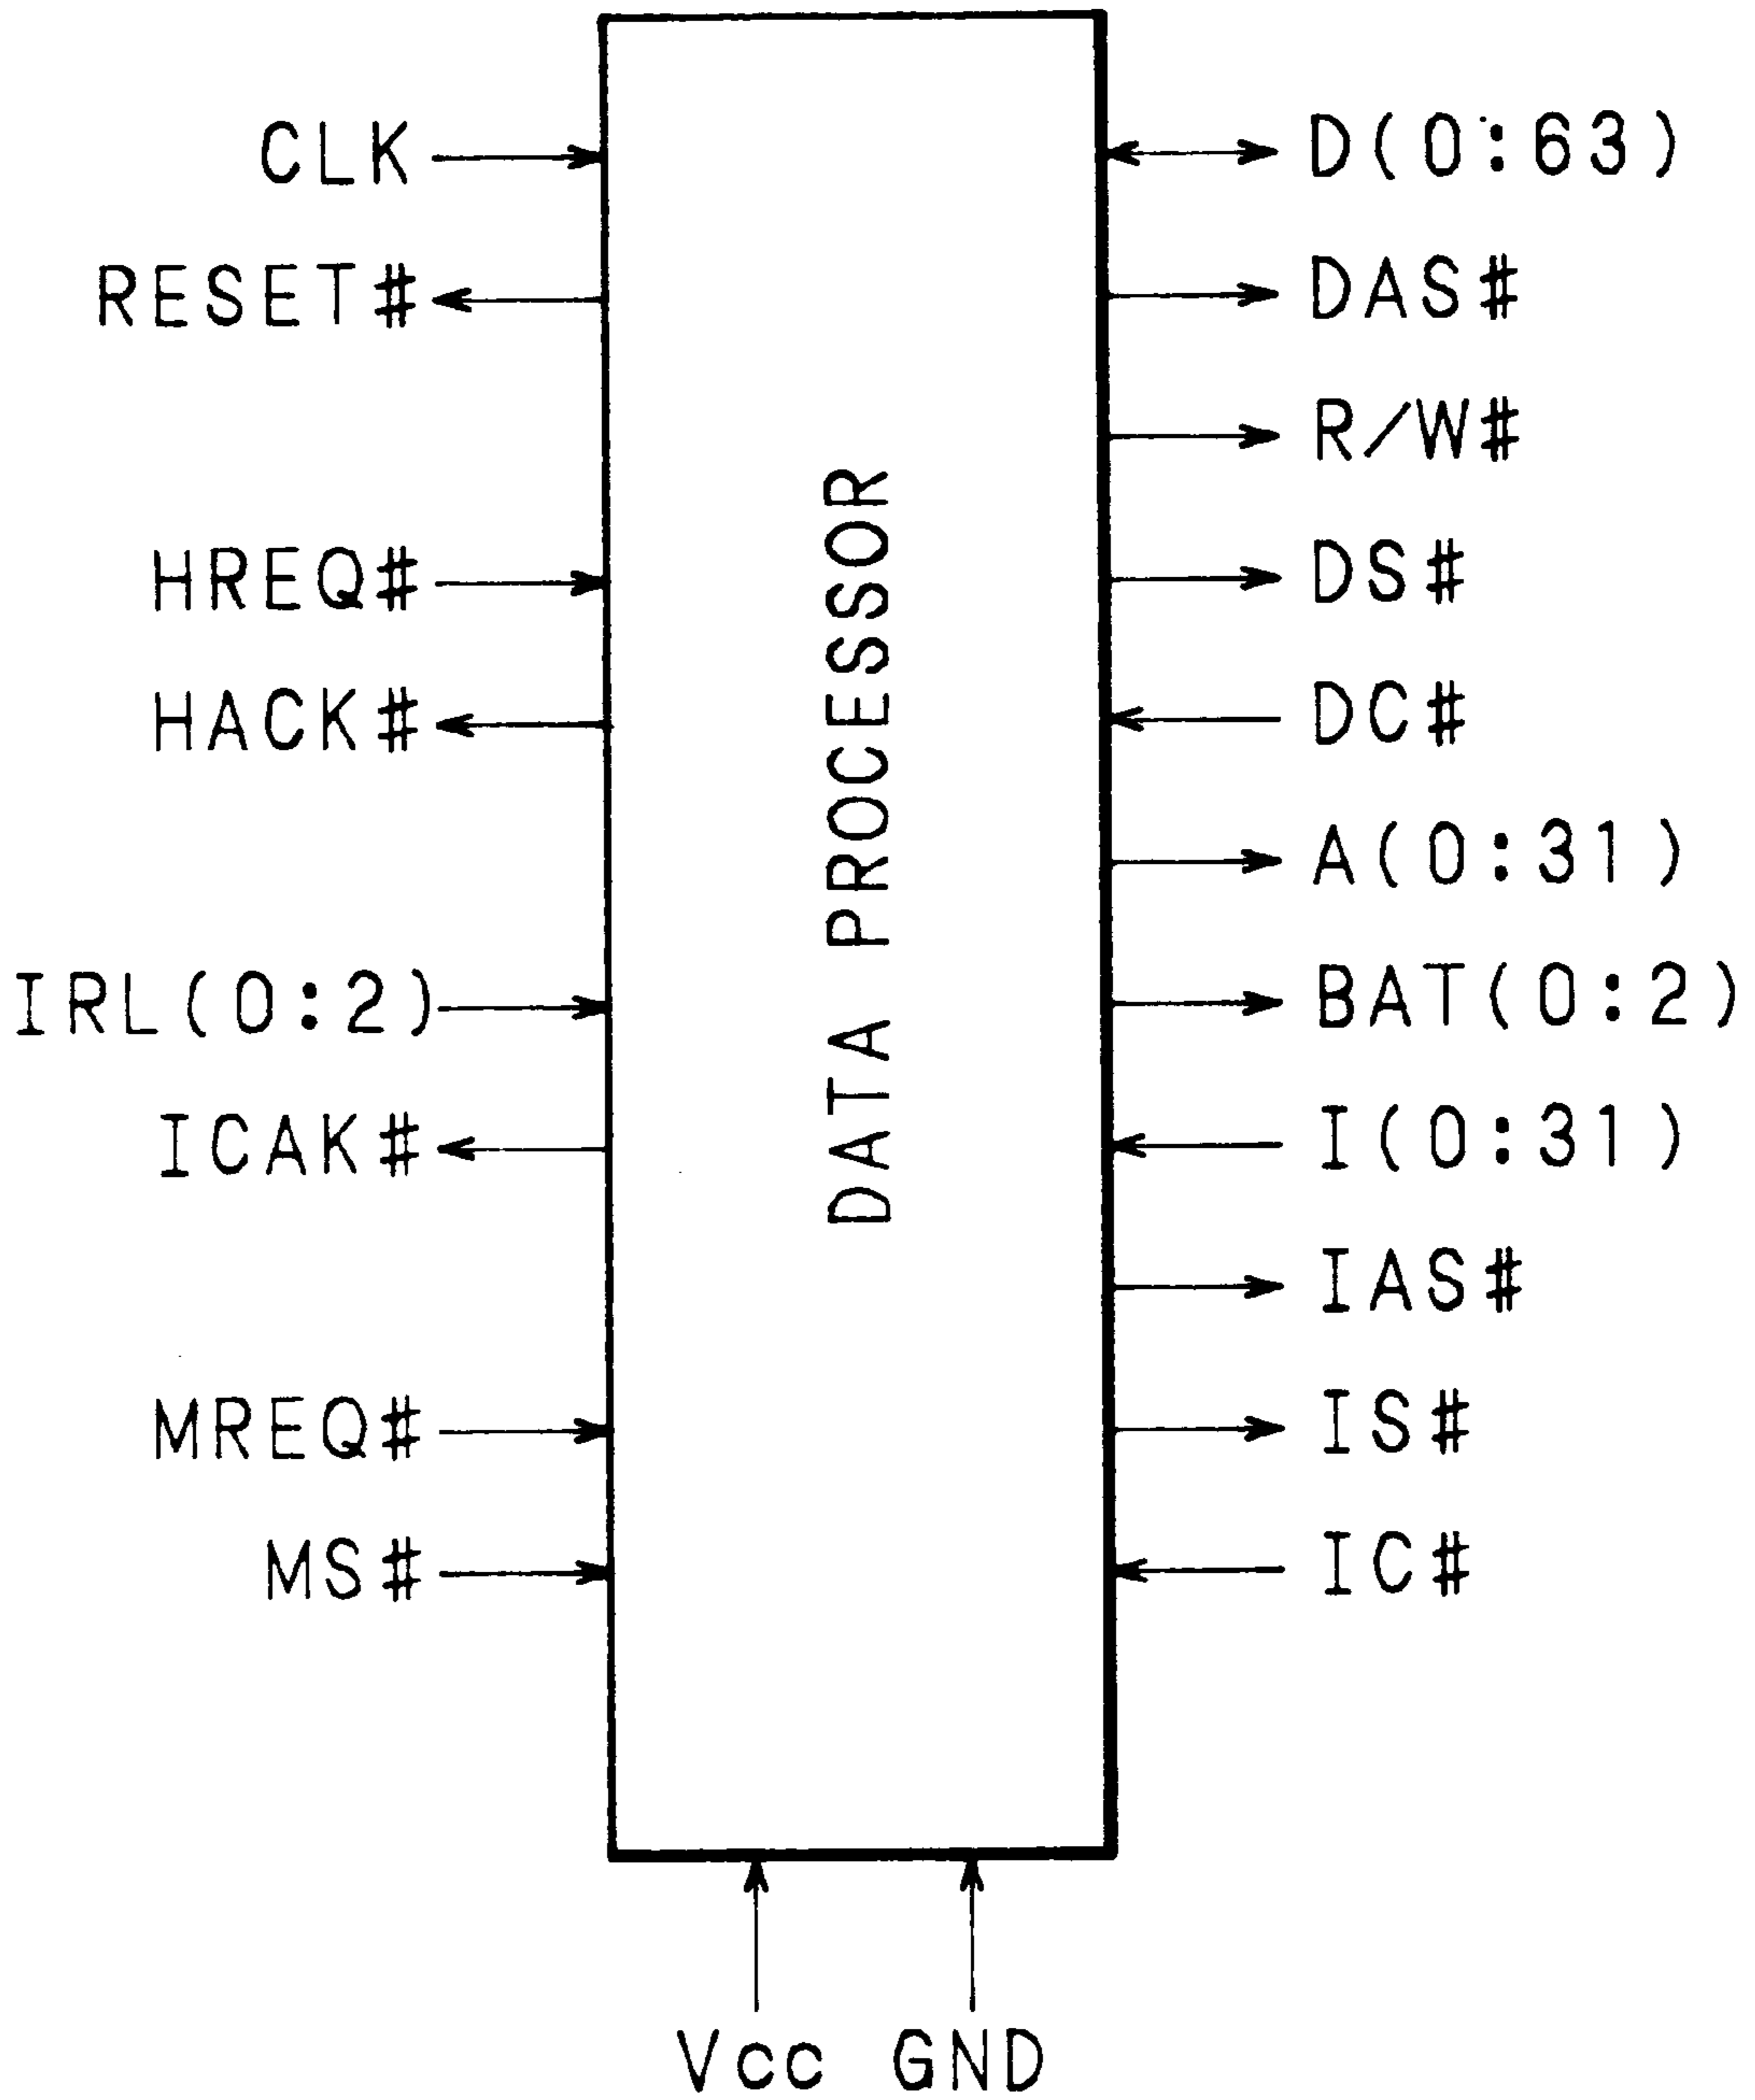 CLK
RESET#
HREQ#
HACK#
IRL(0:2)
ICAK#
MREQ#
MS#
DATA PROCESSOR
D(0:63)
DAS#
R/W#
DS#
DC#
A(0:31)
BAT(0:2)
I(0:31)
IAS#
IS#
IC#
Vcc GND